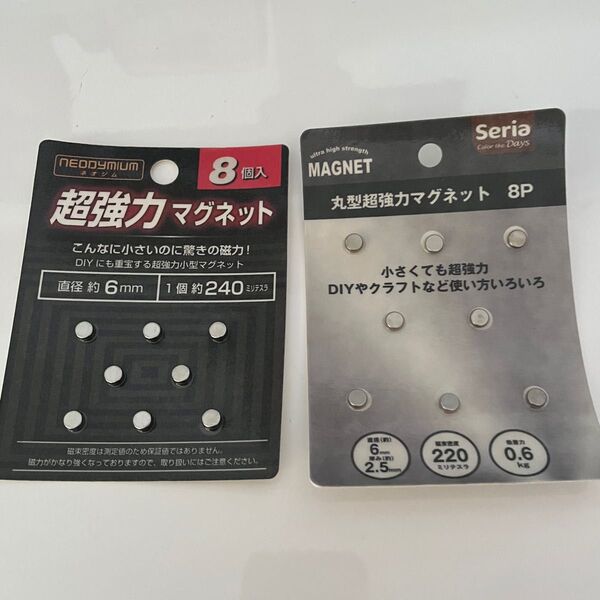 NEODYMIUM
ネオジム
8個入
超強力マグネット
こんなに小さいのに驚きの磁力!
DIYにも重宝する超強力小型マグネット
直径 約6mm
1個 約240ミリテスラ
磁束密度は測定値のため保証値ではありません。
磁力がかなり強くなっておりますので、取り扱いにはご注意ください。
Seria
Color the Days
ultra high strength
MAGNET
丸型超強力マグネット 8P
小さくても超強力
DIYやクラフトなど使い方いろいろ
直径(約)
6mm
厚み(約)
2.5mm
磁束密度
220
ミリテスラ
吸着力
0.6
kg